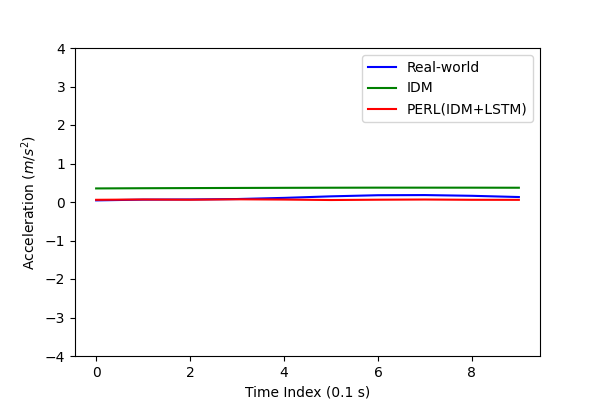 4
3
2
1
0
−1
−2
−3
−4
Acceleration (m/s²)
Real-world
IDM
PERL(IDM+LSTM)
0 2 4 6 8
Time Index (0.1 s)